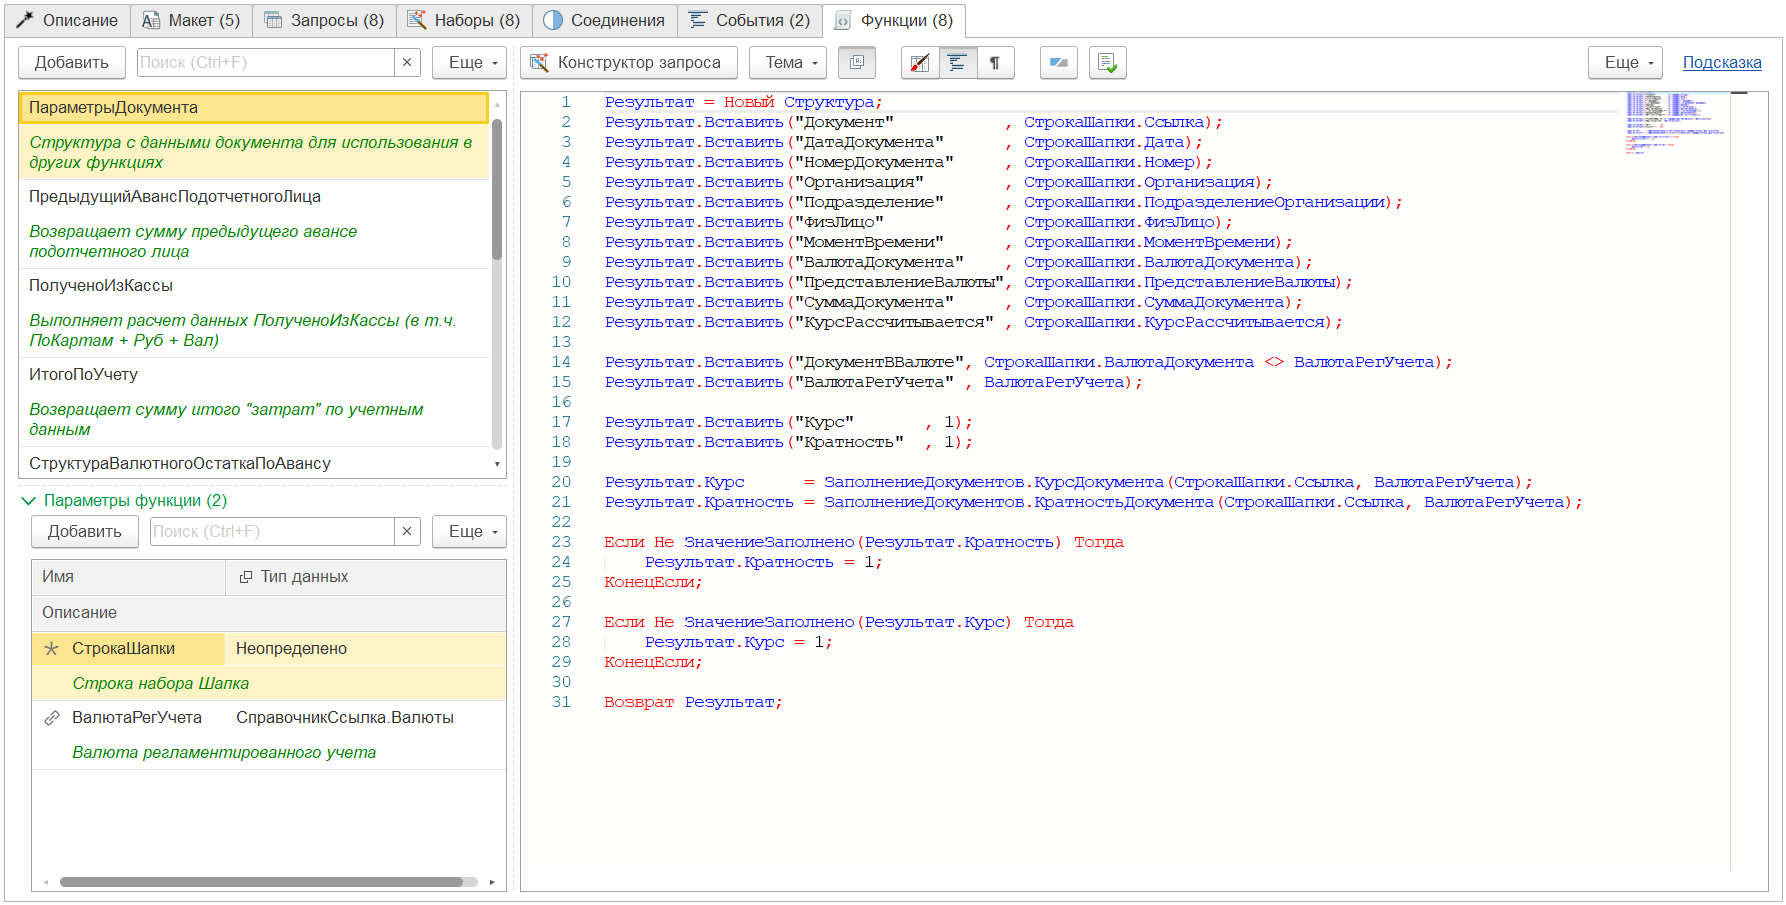 Описание
Макет (5)
Запросы (8)
Наборы (8)
Соединения
События (2)
Функции (8)
Добавить
Поиск (Ctrl+F)
×
Еще
Конструктор запроса
Тема
Еще
Подсказка
ПараметрыДокумента
Структура с данными документа для использования в
других функциях
ПредыдущийАвансПодотчетногоЛица
Возвращает сумму предыдущего авансе
подотчетного лица
ПолученоИзКассы
Выполняет расчет данных ПолученоИзКассы (в т.ч.
ПоКартам + Руб + Вал)
ИтогоПоУчету
Возвращает сумму итого "затрат" по учетным
данным
СтруктураВалютногоОстаткаПоАвансу
Параметры функции (2)
Добавить
Поиск (Ctrl+F)
×
Еще
Имя
Тип данных
Описание
СтрокаШапки
Неопределено
Строка набора Шапка
ВалютаРегУчета
СправочникСсылка.Валюты
Валюта регламентированного учета
1 Результат = Новый Структура;
2 Результат.Вставить("Документ"           , СтрокаШапки.Ссылка);
3 Результат.Вставить("ДатаДокумента"      , СтрокаШапки.Дата);
4 Результат.Вставить("НомерДокумента"     , СтрокаШапки.Номер);
5 Результат.Вставить("Организация"        , СтрокаШапки.Организация);
6 Результат.Вставить("Подразделение"      , СтрокаШапки.ПодразделениеОрганизации);
7 Результат.Вставить("ФизЛицо"            , СтрокаШапки.ФизЛицо);
8 Результат.Вставить("МоментВремени"      , СтрокаШапки.МоментВремени);
9 Результат.Вставить("ВалютаДокумента"    , СтрокаШапки.ВалютаДокумента);
10 Результат.Вставить("ПредставлениеВалюты", СтрокаШапки.ПредставлениеВалюты);
11 Результат.Вставить("СуммаДокумента"     , СтрокаШапки.СуммаДокумента);
12 Результат.Вставить("КурсРассчитывается" , СтрокаШапки.КурсРассчитывается);
13
14 Результат.Вставить("ДокументВВалюте", СтрокаШапки.ВалютаДокумента <> ВалютаРегУчета);
15 Результат.Вставить("ВалютаРегУчета" , ВалютаРегУчета);
16
17 Результат.Вставить("Курс"       , 1);
18 Результат.Вставить("Кратность"  , 1);
19
20 Результат.Курс      = ЗаполнениеДокументов.КурсДокумента(СтрокаШапки.Ссылка, ВалютаРегУчета);
21 Результат.Кратность = ЗаполнениеДокументов.КратностьДокумента(СтрокаШапки.Ссылка, ВалютаРегУчета);
22
23 Если Не ЗначениеЗаполнено(Результат.Кратность) Тогда
24     Результат.Кратность = 1;
25 КонецЕсли;
26
27 Если Не ЗначениеЗаполнено(Результат.Курс) Тогда
28     Результат.Курс = 1;
29 КонецЕсли;
30
31 Возврат Результат;